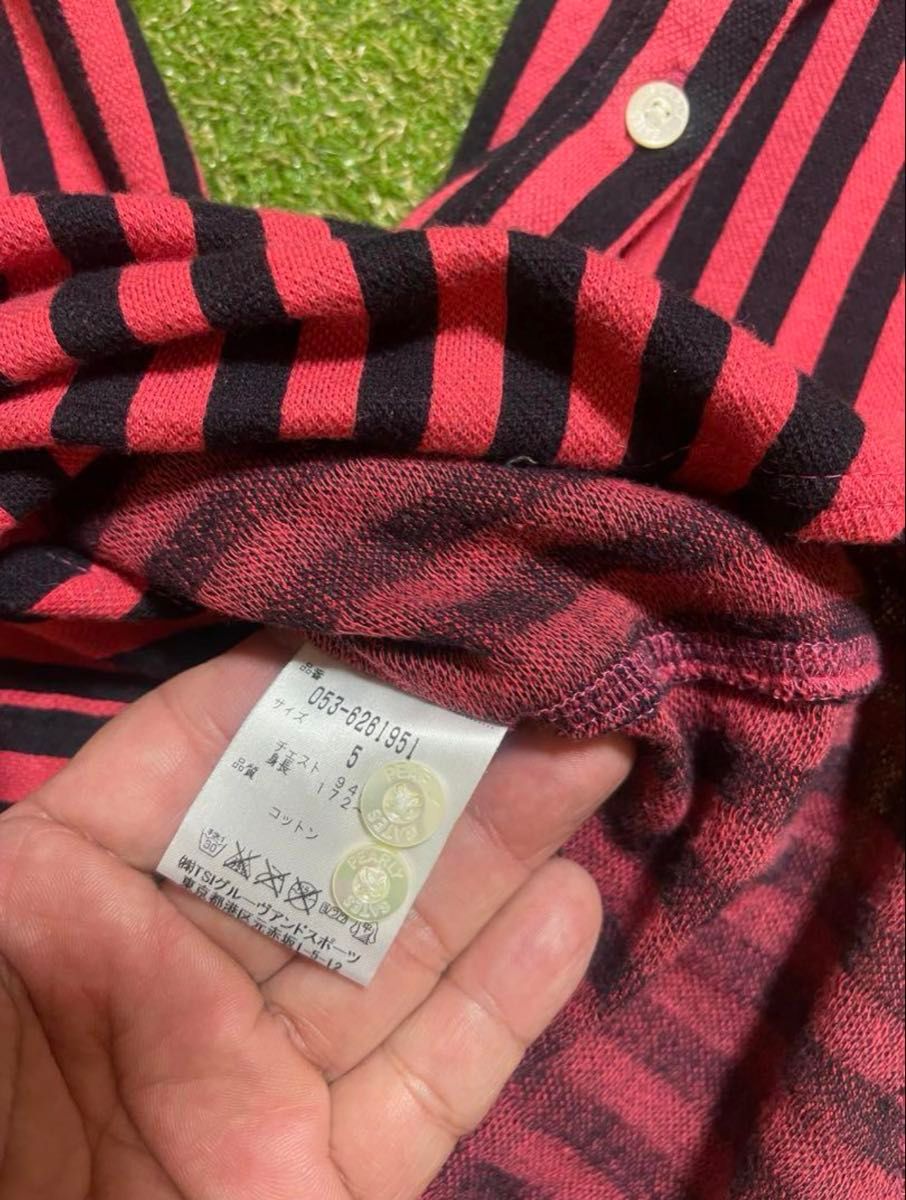 品番
053-6261951
サイズ 5
チェスト 94
身長 172~
品質
コットン
(株)TSIグルーヴアンドスポーツ
東京都港区元赤坂1-5-12
PEARLY
GATES
PEARLY
GATES